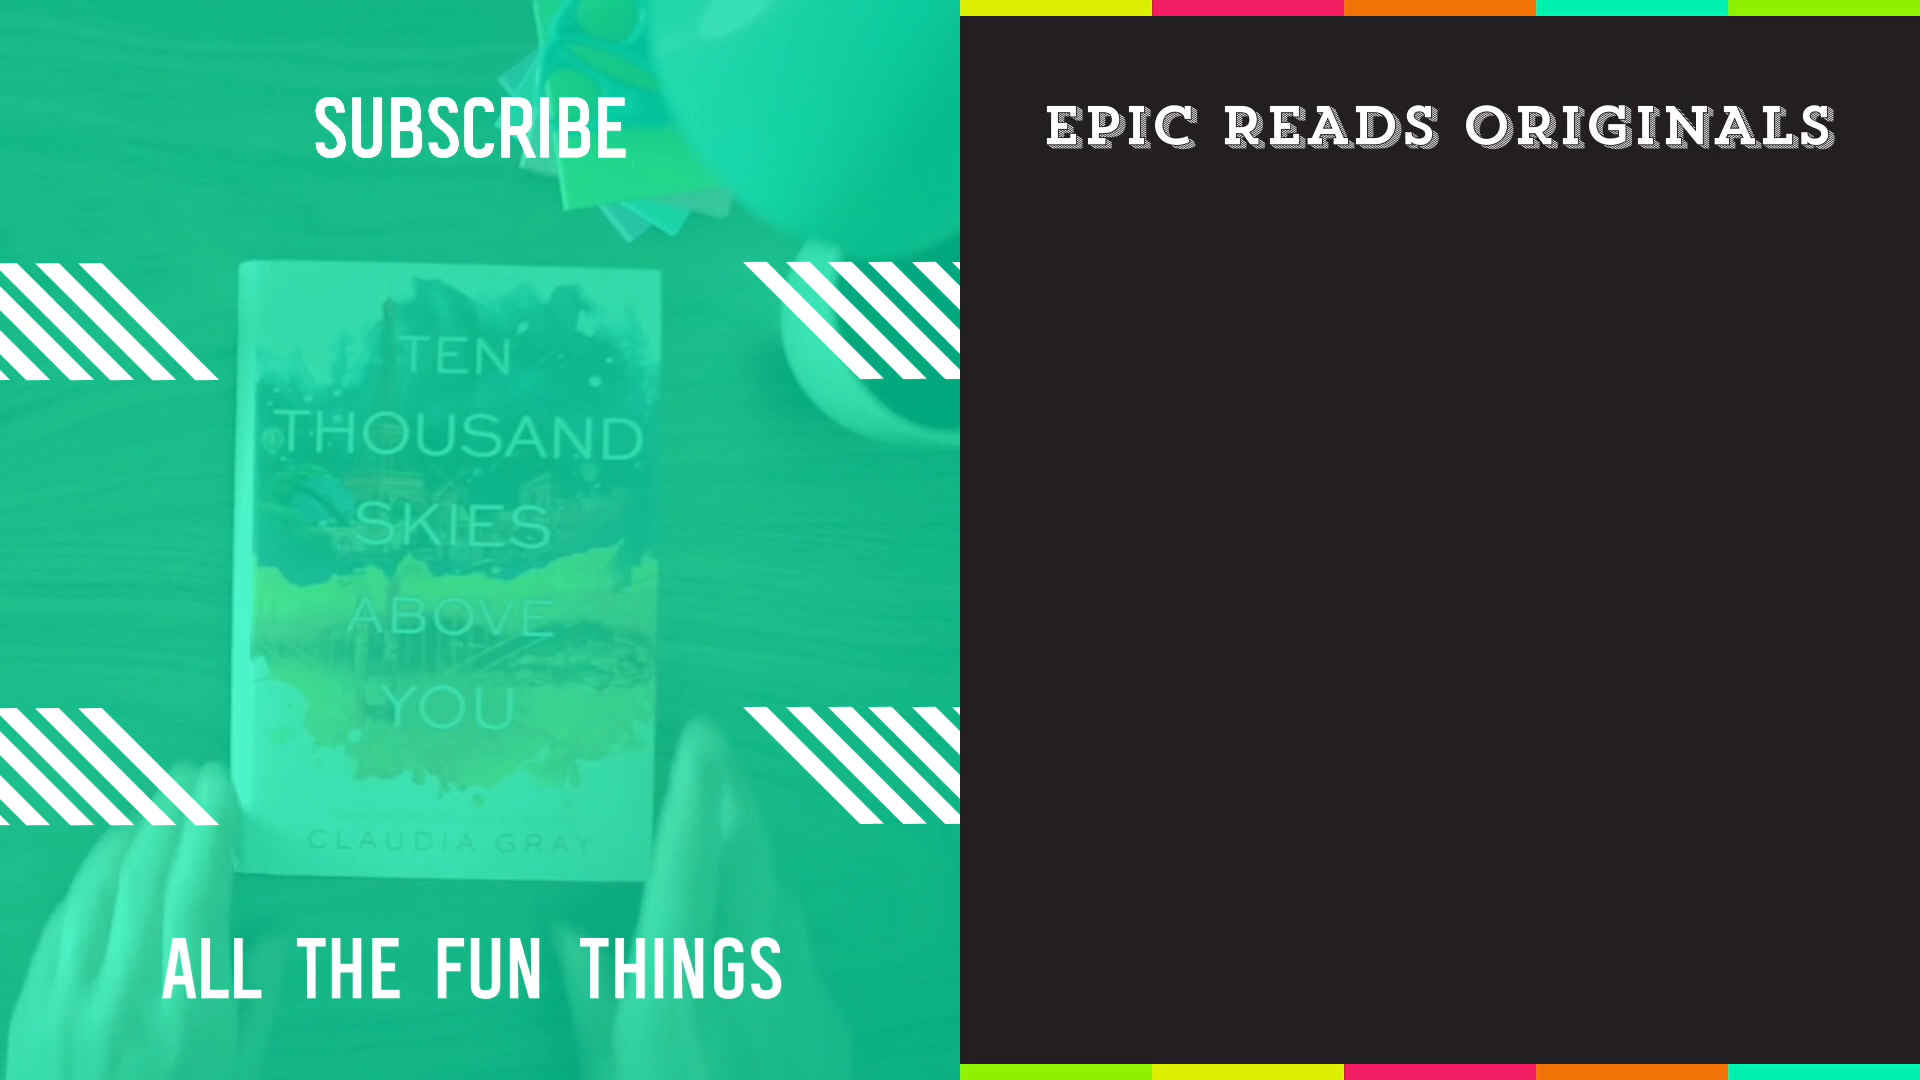 SUBSCRIBE
TEN
THOUSAND
SKIES
ABOVE
YOU
CLAUDIA GRAY
ALL THE FUN THINGS
EPIC READS ORIGINALS